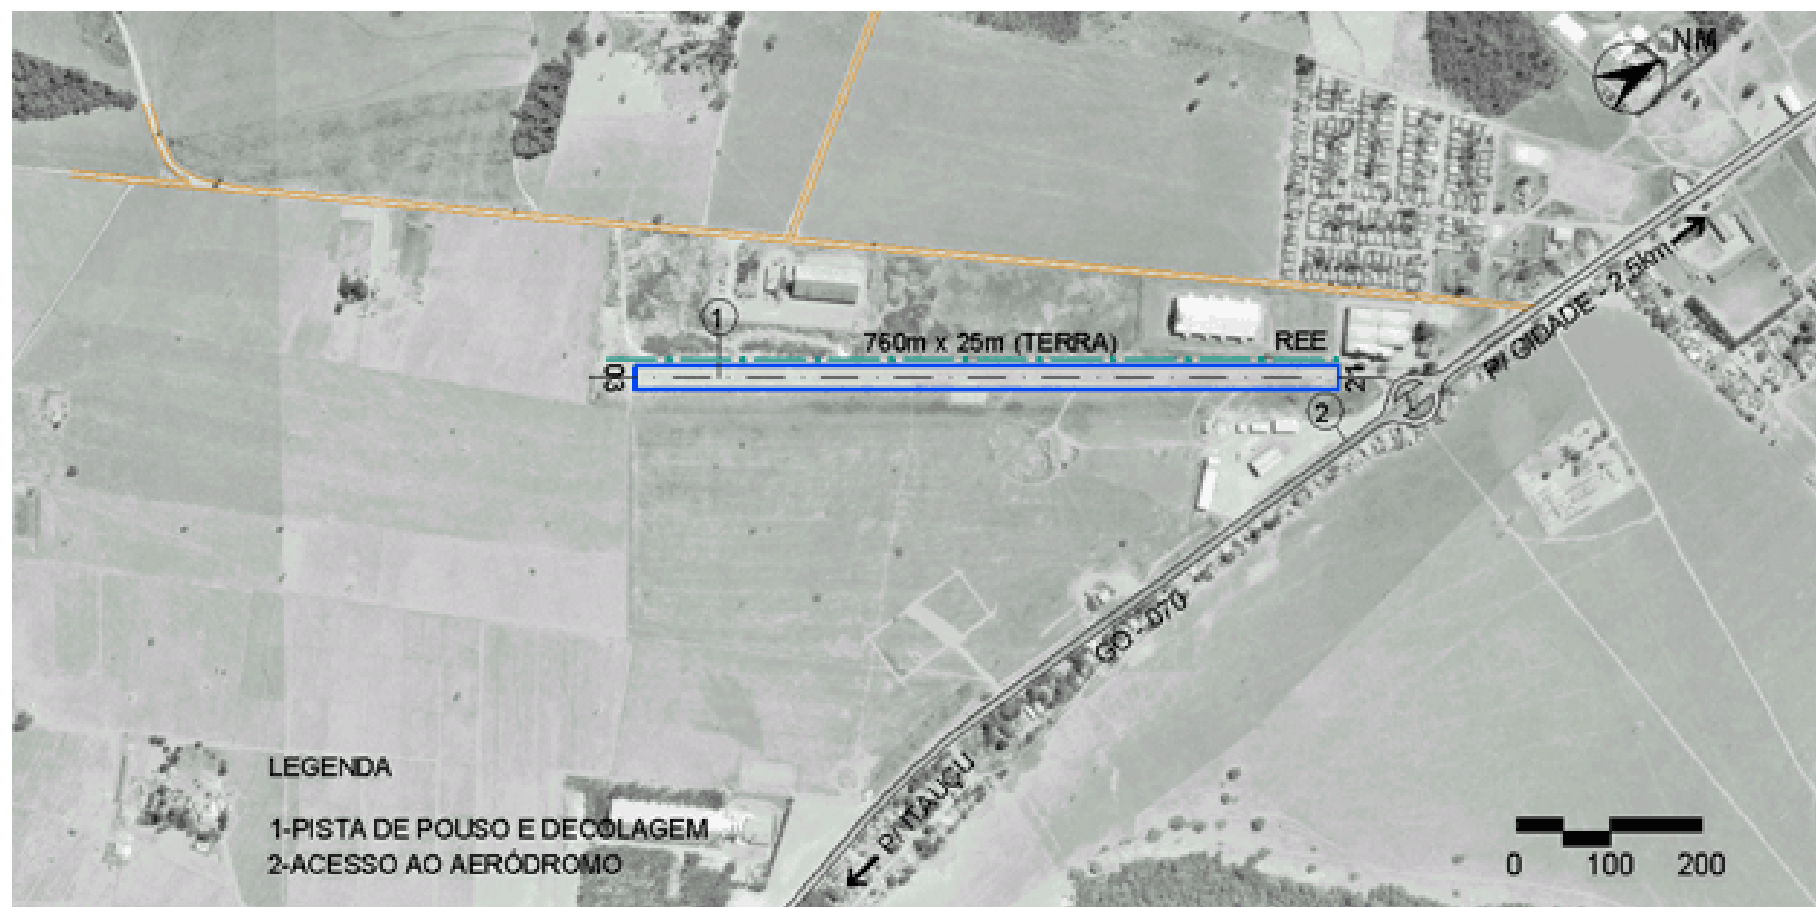 NM
P/ CIDADE - 2,5km
1
760m x 25m (TERRA)
REE
03
21
2
GO - 070
P/ ITAUÇU
LEGENDA
1-PISTA DE POUSO E DECOLAGEM
2-ACESSO AO AERÓDROMO
0 100 200